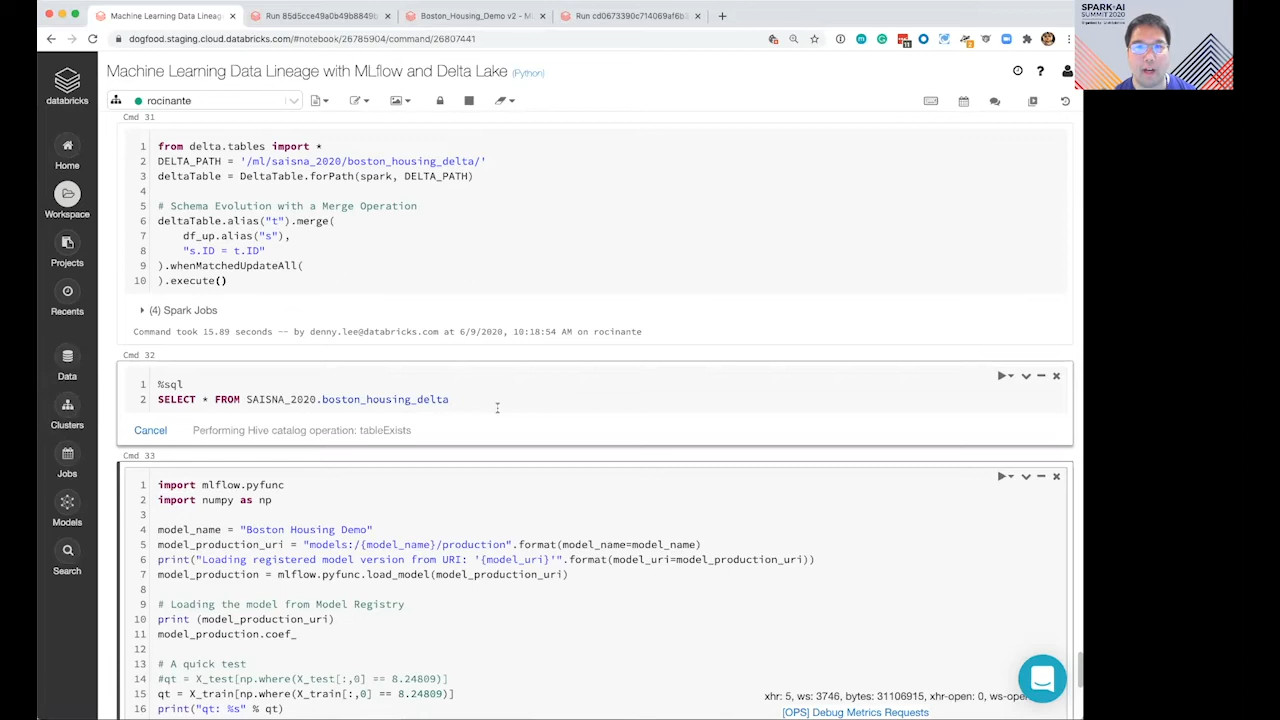 Machine Learning Data Lineag
Run 85d5cce49a0b49b8849b
Boston_Housing_Demo v2 - ML
Run cd0673390c714069af6b
dogfood.staging.cloud.databricks.com/#notebook/2678
SPARK+AI
SUMMIT 2020
databricks
Machine Learning Data Lineage with MLflow and Delta Lake (Python)
rocinante
Home
Workspace
Projects
Recents
Data
Clusters
Jobs
Models
Search
Cmd 31
1 from delta.tables import *
2 DELTA_PATH = '/ml/saisna_2020/boston_housing_delta/'
3 deltaTable = DeltaTable.forPath(spark, DELTA_PATH)
4
5 # Schema Evolution with a Merge Operation
6 deltaTable.alias("t").merge(
7 df_up.alias("s"),
8 "s.ID = t.ID"
9 ).whenMatchedUpdateAll(
10 ).execute()
(4) Spark Jobs
Command took 15.89 seconds -- by denny.lee@databricks.com at 6/9/2020, 10:18:54 AM on rocinante
Cmd 32
1 %sql
2 SELECT * FROM SAISNA_2020.boston_housing_delta
Cancel Performing Hive catalog operation: tableExists
Cmd 33
1 import mlflow.pyfunc
2 import numpy as np
3
4 model_name = "Boston Housing Demo"
5 model_production_uri = "models:/{model_name}/production".format(model_name=model_name)
6 print("Loading registered model version from URI: '{model_uri}'".format(model_uri=model_production_uri))
7 model_production = mlflow.pyfunc.load_model(model_production_uri)
8
9 # Loading the model from Model Registry
10 print (model_production_uri)
11 model_production.coef_
12
13 # A quick test
14 #qt = X_test[np.where(X_test[:,0] == 8.24809)]
15 qt = X_train[np.where(X_train[:,0] == 8.24809)]
16 print("qt: %s" % qt)
xhr: 5, ws: 3746, bytes: 31106915, xhr-open: 0, ws-open
[OPS] Debug Metrics Requests